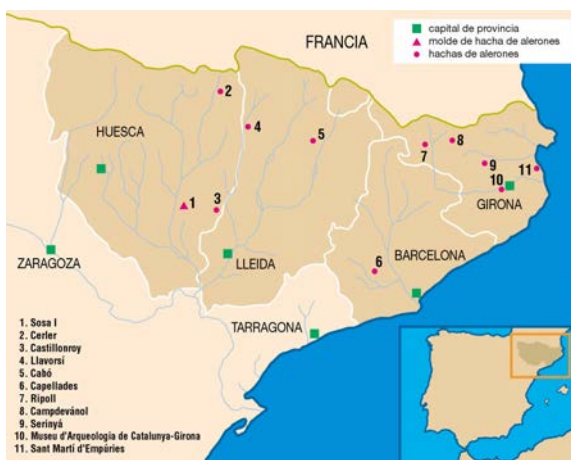 FRANCIA
capital de provincia
molde de hacha de alerones
hachas de alerones
2
HUESCA
4
5
7
8
9
11
10
1
3
GIRONA
ZARAGOZA
LLEIDA
BARCELONA
6
TARRAGONA
1. Sosa I
2. Cerler
3. Castillonroy
4. Llavorsí
5. Cabó
6. Capellades
7. Ripoll
8. Campdevánol
9. Serinyá
10. Museu d'Arqueologia de Catalunya-Girona
11. Sant Martí d'Empúries